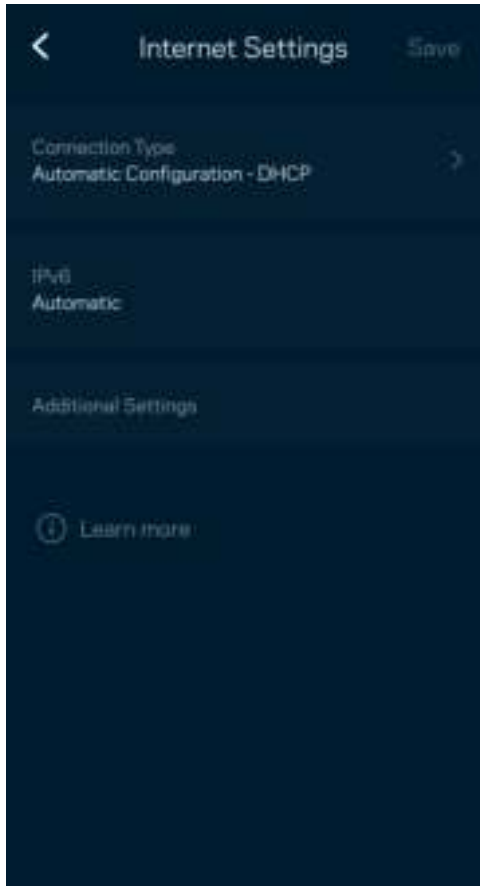 Internet Settings
Save
Connection Type
Automatic Configuration - DHCP
IPv6
Automatic
Additional Settings
Learn more